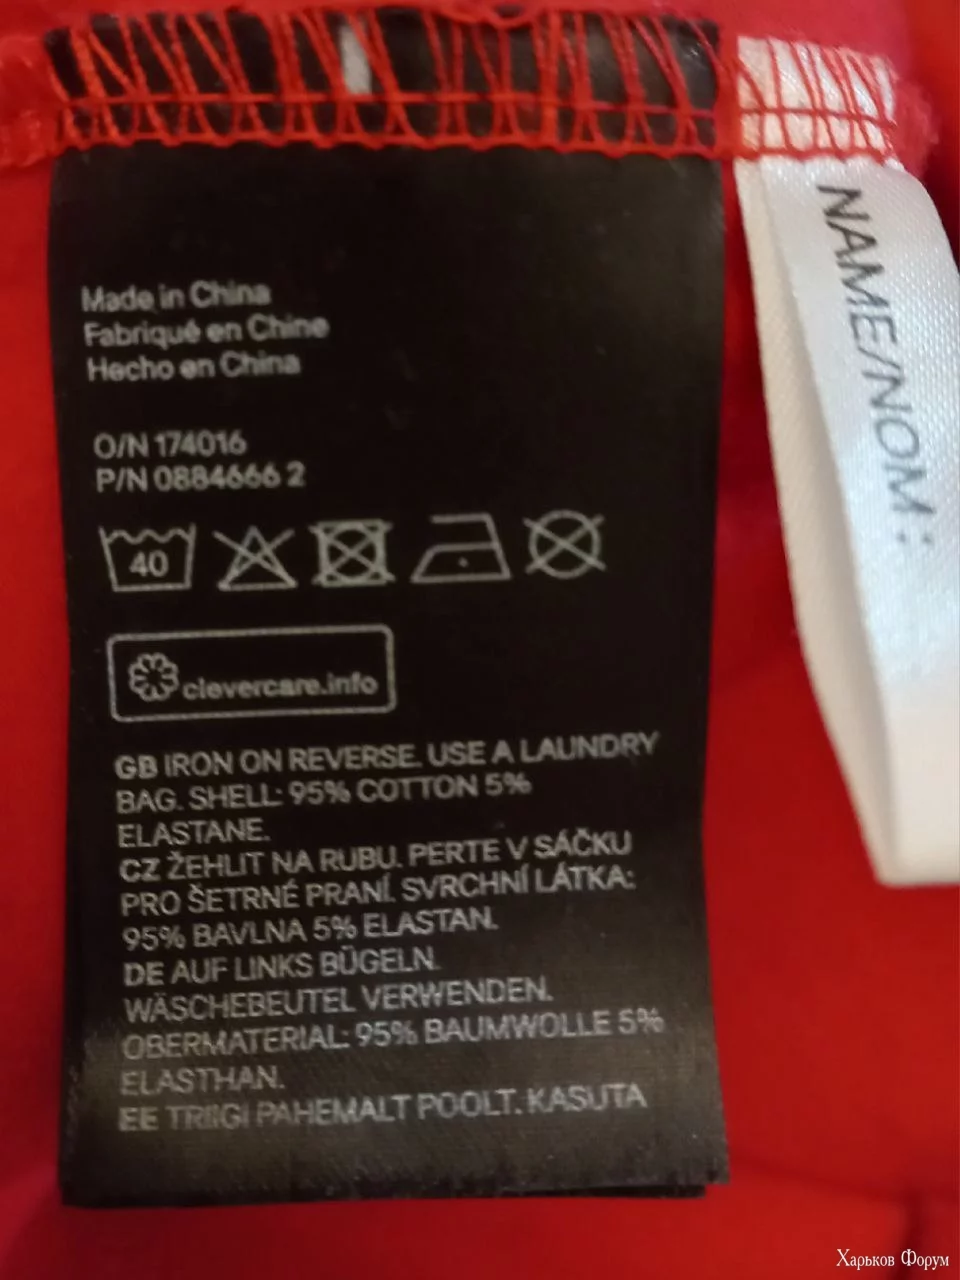 Made in China
Fabriqué en Chine
Hecho en China
O/N 174016
P/N 0884666 2
40
clevercare.info
GB IRON ON REVERSE. USE A LAUNDRY
BAG. SHELL: 95% COTTON 5%
ELASTANE.
CZ ŽEHLIT NA RUBU. PERTE V SÁČKU
PRO ŠETRNÉ PRANÍ. SVRCHNÍ LÁTKA:
95% BAVLNA 5% ELASTAN.
DE AUF LINKS BÜGELN.
WÄSCHEBEUTEL VERWENDEN.
OBERMATERIAL: 95% BAUMWOLLE 5%
ELASTHAN.
EE TRIIGI PAHEMALT POOLT. KASUTA
NAME/NOM:
Харьков Форум